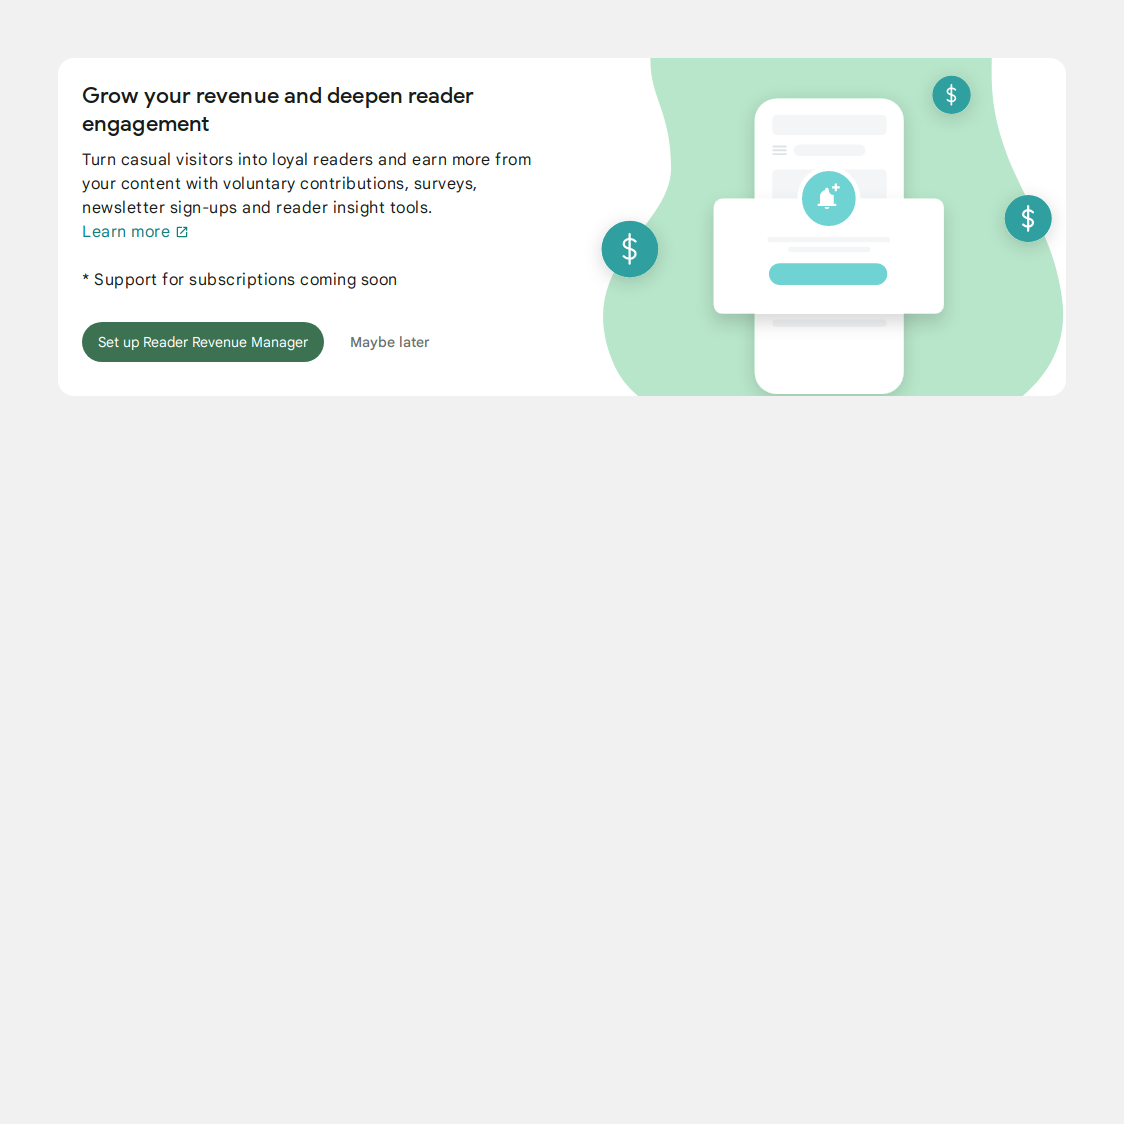 Grow your revenue and deepen reader
engagement
Turn casual visitors into loyal readers and earn more from
your content with voluntary contributions, surveys,
newsletter sign-ups and reader insight tools.
Learn more
* Support for subscriptions coming soon
Set up Reader Revenue Manager
Maybe later
$
$
$